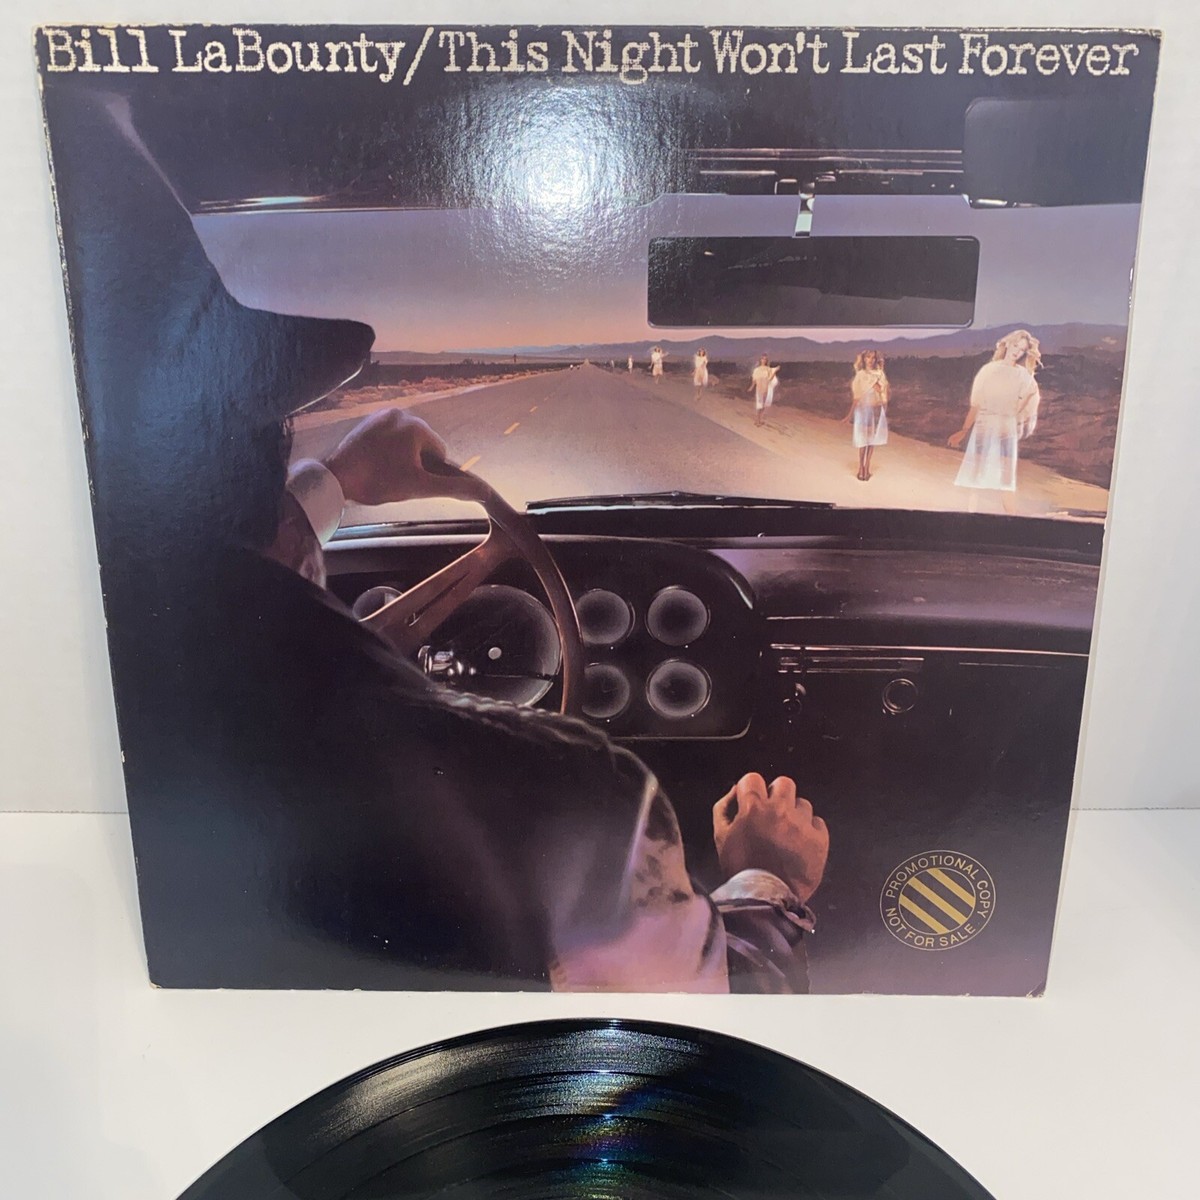 Bill LaBounty/This Night Won't Last Forever
PROMOTIONAL COPY
NOT FOR SALE